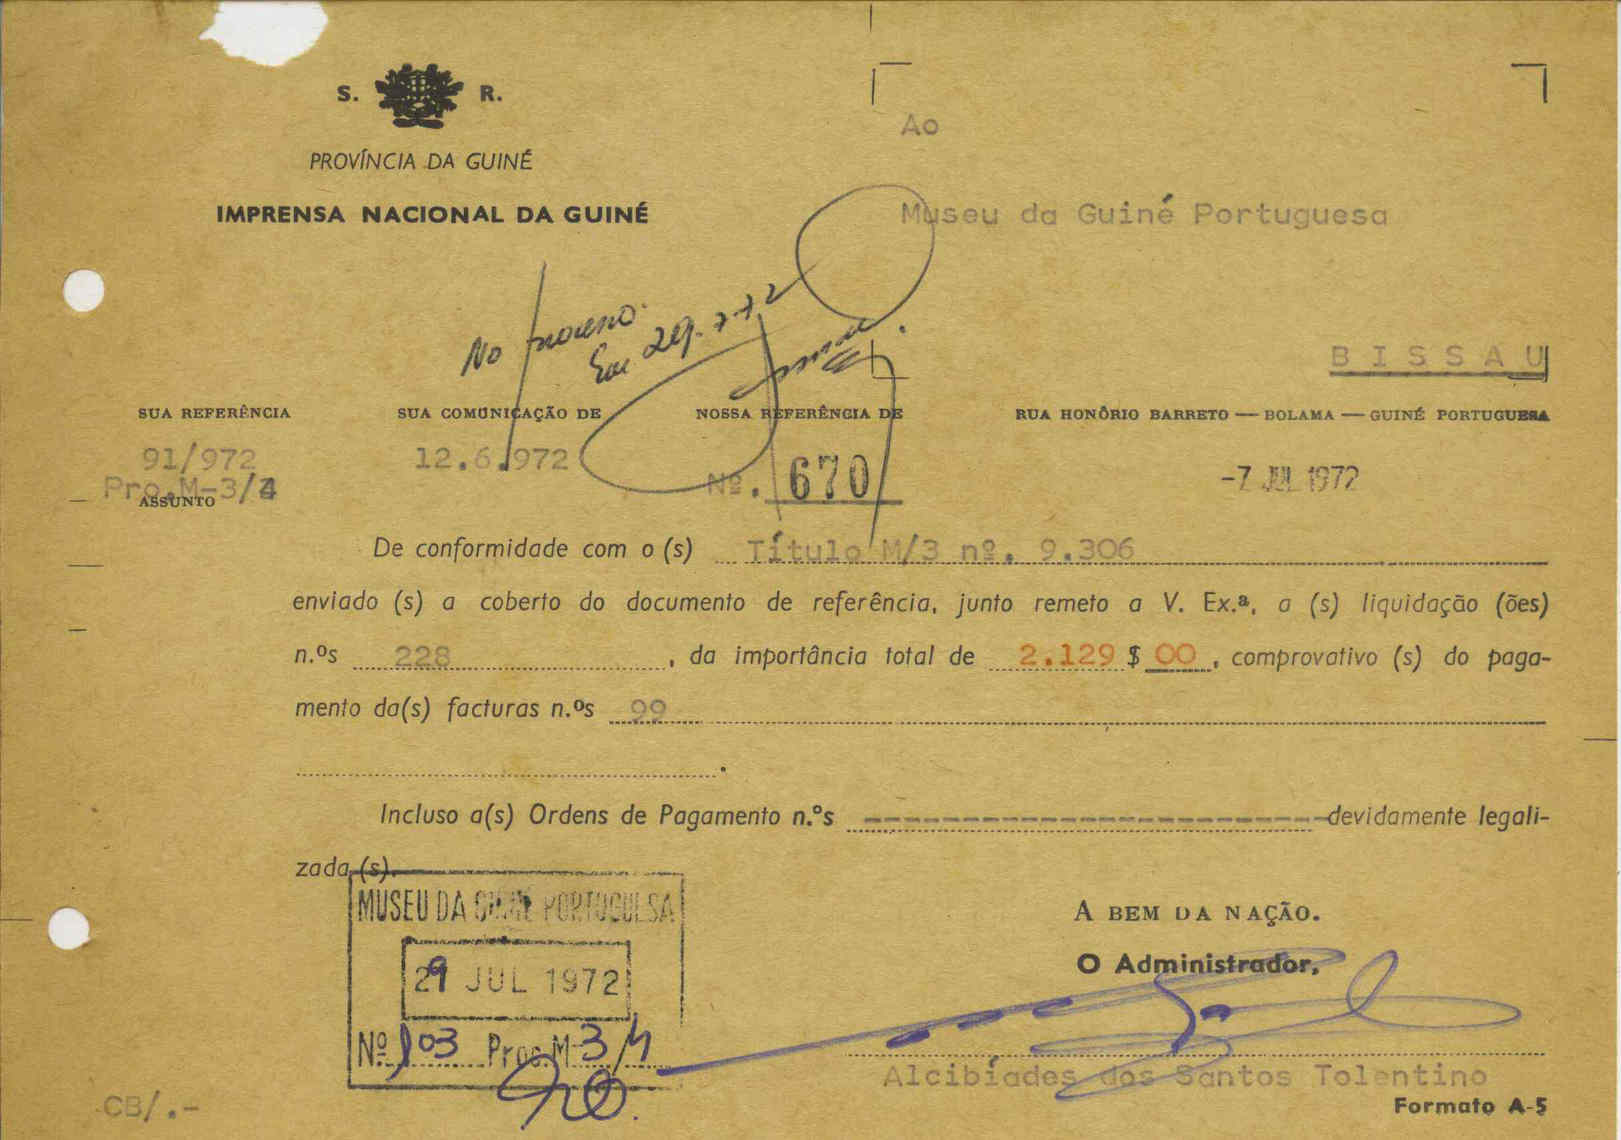 S. R.
PROVÍNCIA DA GUINÉ
IMPRENSA NACIONAL DA GUINÉ
Ao
Museu da Guiné Portuguesa
No
Em 29-7-72
B I S S A U
SUA REFERÊNCIA SUA COMUNICAÇÃO DE NOSSA REFERÊNCIA DE RUA HONÓRIO BARRETO — BOLAMA — GUINÉ PORTUGUESA
91/972 12.6.972
Pro.M-3/4 Nº. 670 -7 JUL 1972
ASSUNTO
De conformidade com o (s) Título M/3 nº. 9.306
enviado (s) a coberto do documento de referência, junto remeto a V. Ex.ª, a (s) liquidação (ões)
n.ºs 228, da importância total de 2.129$00, comprovativo (s) do paga-
mento da(s) facturas n.ºs 99
.
Incluso a(s) Ordens de Pagamento n.ºs ------------------------devidamente legali-
zada (s).
MUSEU DA GUINÉ PORTUGUESA
29 JUL 1972
Nº 103 Proc. M-3/4
A BEM DA NAÇÃO.
O Administrador,
Alcibíades dos Santos Tolentino
CB/.-
Formato A-5